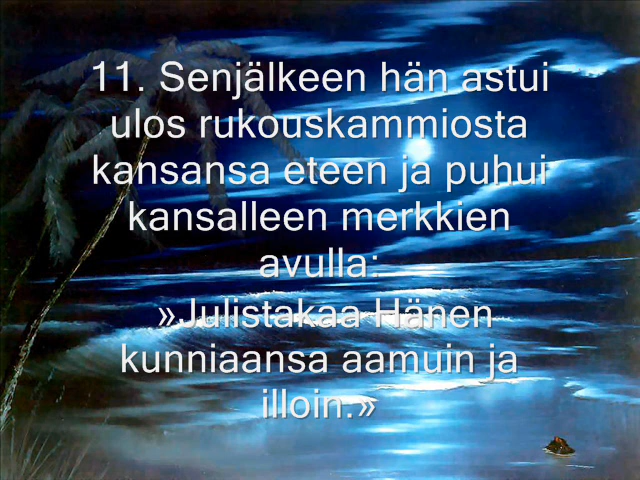 11. Senjälkeen hän astui
ulos rukouskammiosta
kansansa eteen ja puhui
kansalleen merkkien
avulla:
»Julistakaa Hänen
kunniaansa aamuin ja
illoin.»